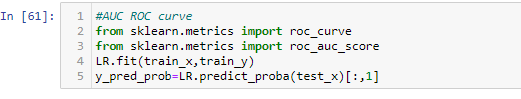 In [61]:
1 #AUC ROC curve
2 from sklearn.metrics import roc_curve
3 from sklearn.metrics import roc_auc_score
4 LR.fit(train_x,train_y)
5 y_pred_prob=LR.predict_proba(test_x)[:,1]